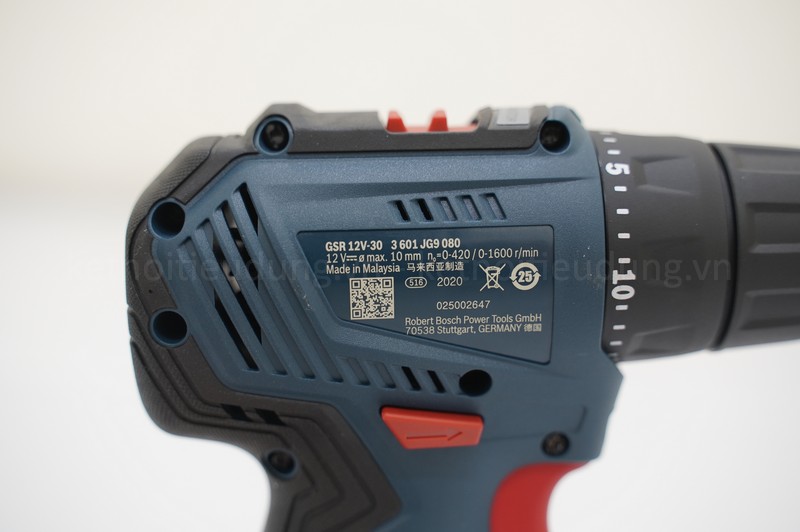 GSR 12V-30 3 601 JG9 080
12 V⎓ ø max. 10 mm n₀=0-420 / 0-1600 r/min
Made in Malaysia 马来西亚制造
516 2020 25
025002647
Robert Bosch Power Tools GmbH
70538 Stuttgart, GERMANY 德国
5
10